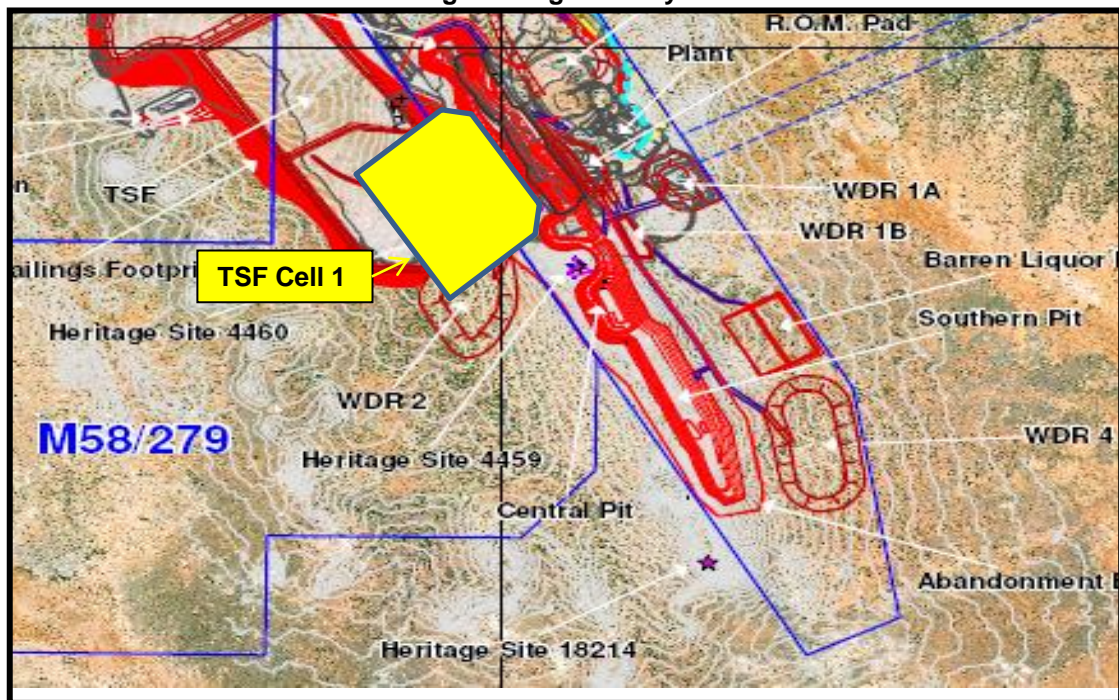 R.O.M. Pad
Plant
TSF
WDR 1A
WDR 1B
Barren Liquor
TSF Cell 1
Southern Pit
Heritage Site 4460
WDR 2
M58/279
WDR 4
Heritage Site 4459
Central Pit
Heritage Site 18214